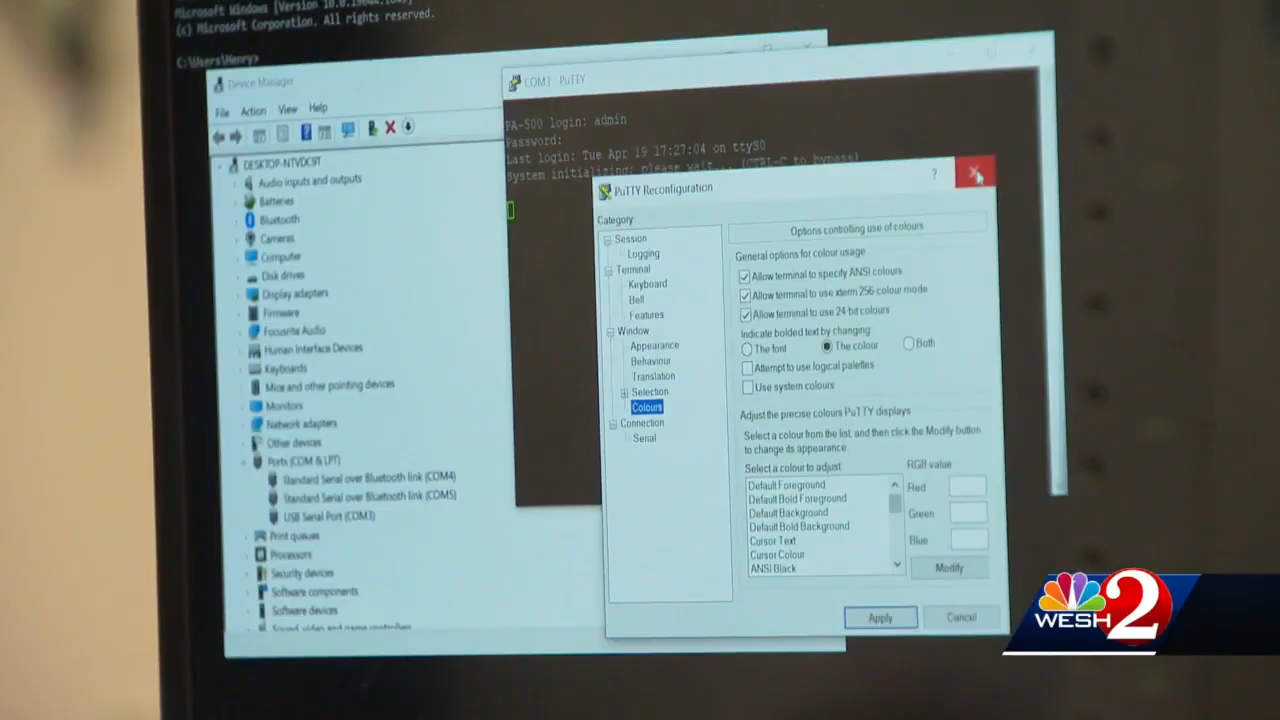 Microsoft Windows [Version 10.0.
(c) Microsoft Corporation. All rights reserved.
C:\Users\Henry>
Device Manager
File Action View Help
DESKTOP-NTVDC9T
Audio inputs and outputs
Batteries
Bluetooth
Cameras
Computer
Disk drives
Display adapters
Firmware
Focusrite Audio
Human Interface Devices
Keyboards
Mice and other pointing devices
Monitors
Network adapters
Other devices
Ports (COM & LPT)
Standard Serial over Bluetooth link (COM4)
Standard Serial over Bluetooth link (COM5)
USB Serial Port (COM3)
Print queues
Processors
Security devices
Software components
Software devices
Sound, video and game controllers
COM3 - PuTTY
PA-500 login: admin
Password:
Last login: Tue Apr 19 17:27:04 on ttyS0
System initializing; please wait... (CTRL-C to bypass)
PuTTY Reconfiguration
?
Category
Session
Logging
Terminal
Keyboard
Bell
Features
Window
Appearance
Behaviour
Translation
Selection
Colours
Connection
Serial
Options controlling use of colours
General options for colour usage
Allow terminal to specify ANSI colours
Allow terminal to use xterm 256-colour mode
Allow terminal to use 24-bit colours
Indicate bolded text by changing:
The font The colour Both
Attempt to use logical palettes
Use system colours
Adjust the precise colours PuTTY displays
Select a colour from the list, and then click the Modify button
to change its appearance.
Select a colour to adjust
RGB value
Default Foreground
Default Bold Foreground
Default Background
Default Bold Background
Cursor Text
Cursor Colour
ANSI Black
Red
Green
Blue
Modify
Apply Cancel
WESH 2